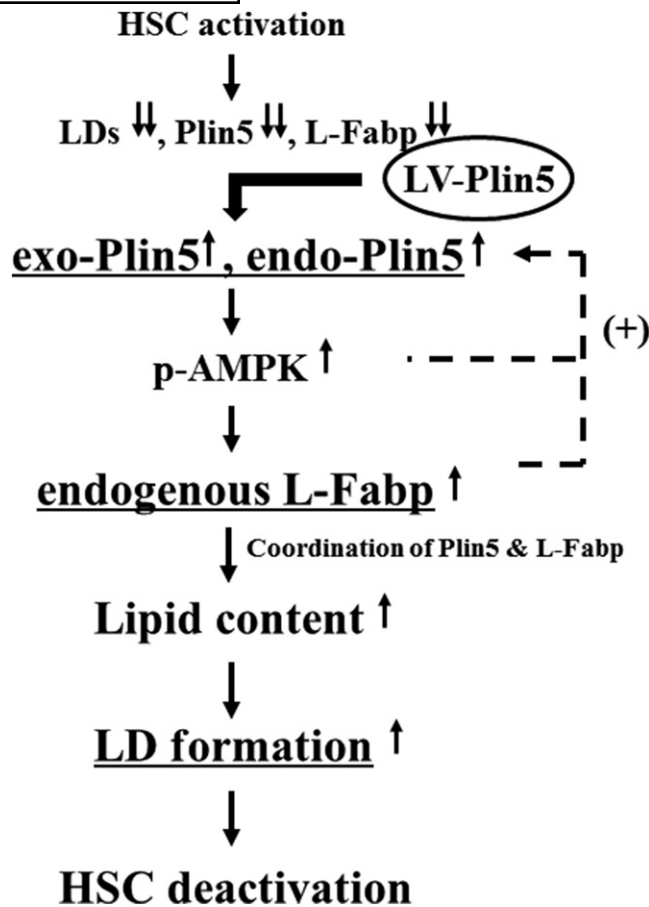 HSC activation
LDs ⇊, Plin5 ⇊, L-Fabp ⇊
LV-Plin5
exo-Plin5↑, endo-Plin5↑
(+)
p-AMPK ↑
endogenous L-Fabp ↑
Coordination of Plin5 & L-Fabp
Lipid content ↑
LD formation ↑
HSC deactivation